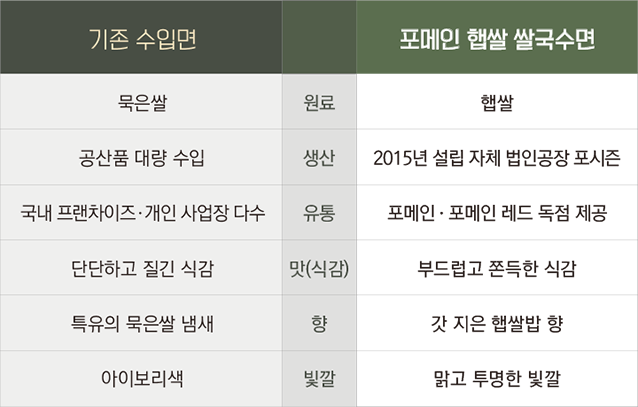 기존 수입면 포메인 햅쌀 쌀국수면
묵은쌀 원료 햅쌀
공산품 대량 수입 생산 2015년 설립 자체 법인공장 포시즌
국내 프랜차이즈·개인 사업장 다수 유통 포메인·포메인 레드 독점 제공
단단하고 질긴 식감 맛(식감) 부드럽고 쫀득한 식감
특유의 묵은쌀 냄새 향 갓 지은 햅쌀밥 향
아이보리색 빛깔 맑고 투명한 빛깔